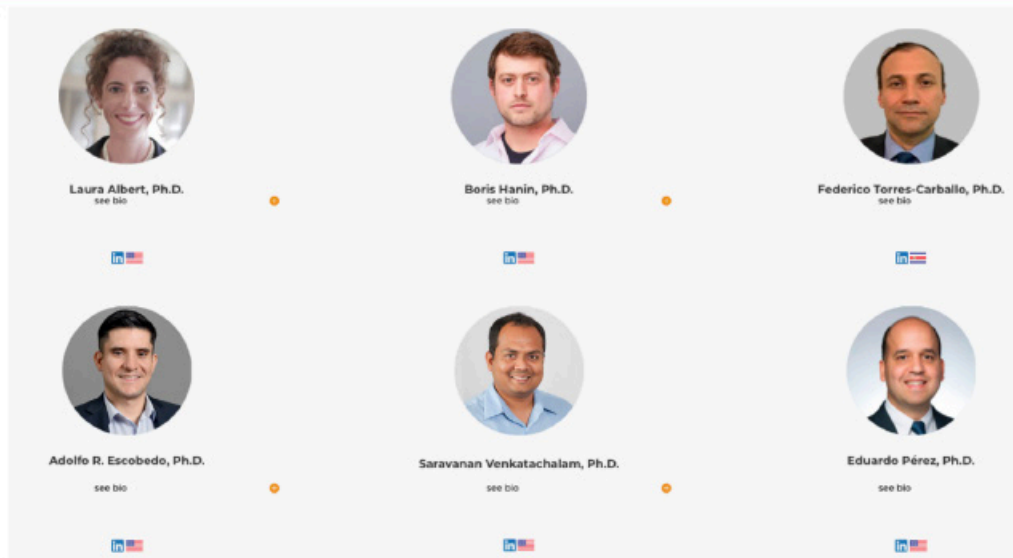 Laura Albert, Ph.D.
see bio
Boris Hanin, Ph.D.
see bio
Federico Torres-Carballo, Ph.D.
see bio
in
in
in
Adolfo R. Escobedo, Ph.D.
see bio
Saravanan Venkatachalam, Ph.D.
see bio
Eduardo Pérez, Ph.D.
see bio
in
in
in